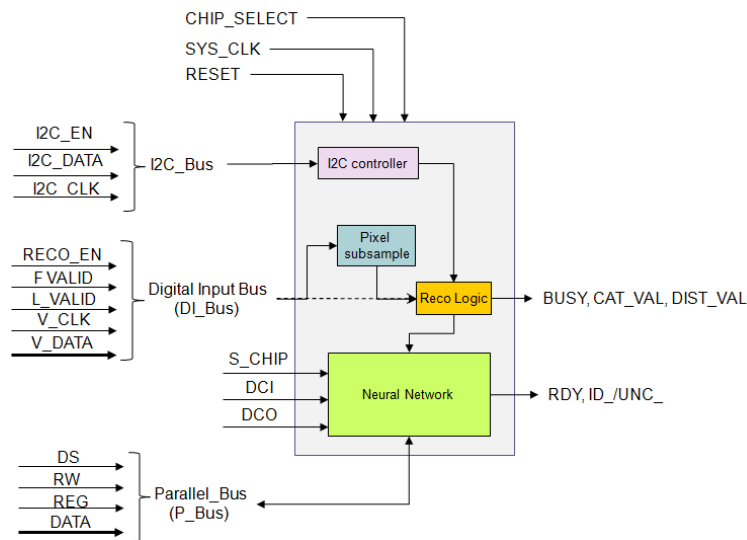 CHIP_SELECT
SYS_CLK
RESET
I2C_EN
I2C_DATA
I2C_CLK
I2C_Bus
I2C controller
RECO_EN
F VALID
L_VALID
V_CLK
V_DATA
Digital Input Bus
(DI_Bus)
Pixel
subsample
Reco Logic
BUSY, CAT_VAL, DIST_VAL
S_CHIP
DCI
DCO
Neural Network
RDY, ID_/UNC_
DS
RW
REG
DATA
Parallel_Bus
(P_Bus)